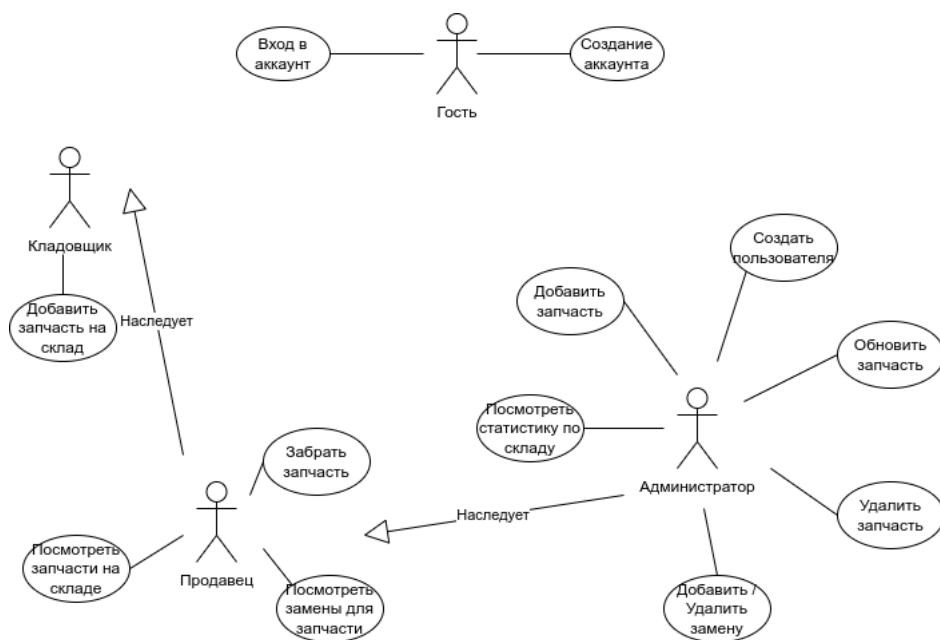 Вход в
аккаунт
Создание
аккаунта
Гость
Кладовщик
Добавить
запчасть на
склад
Наследует
Создать
пользователя
Добавить
запчасть
Обновить
запчасть
Посмотреть
статистику по
складу
Администратор
Забрать
запчасть
Наследует
Удалить
запчасть
Посмотреть
запчасти на
складе
Продавец
Посмотреть
замены для
запчасти
Добавить /
Удалить
замену